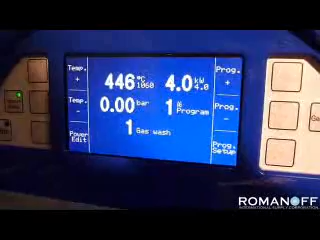 Temp.
+
446 °C 1060
4.0 kW 4.0
Prog.
+
Temp.
-
0.00 bar
1 Program
Prog.
-
Power
Edit
1 Gas wash
Prog.
Setup
ROMANOFF
INTERNATIONAL SUPPLY CORPORATION